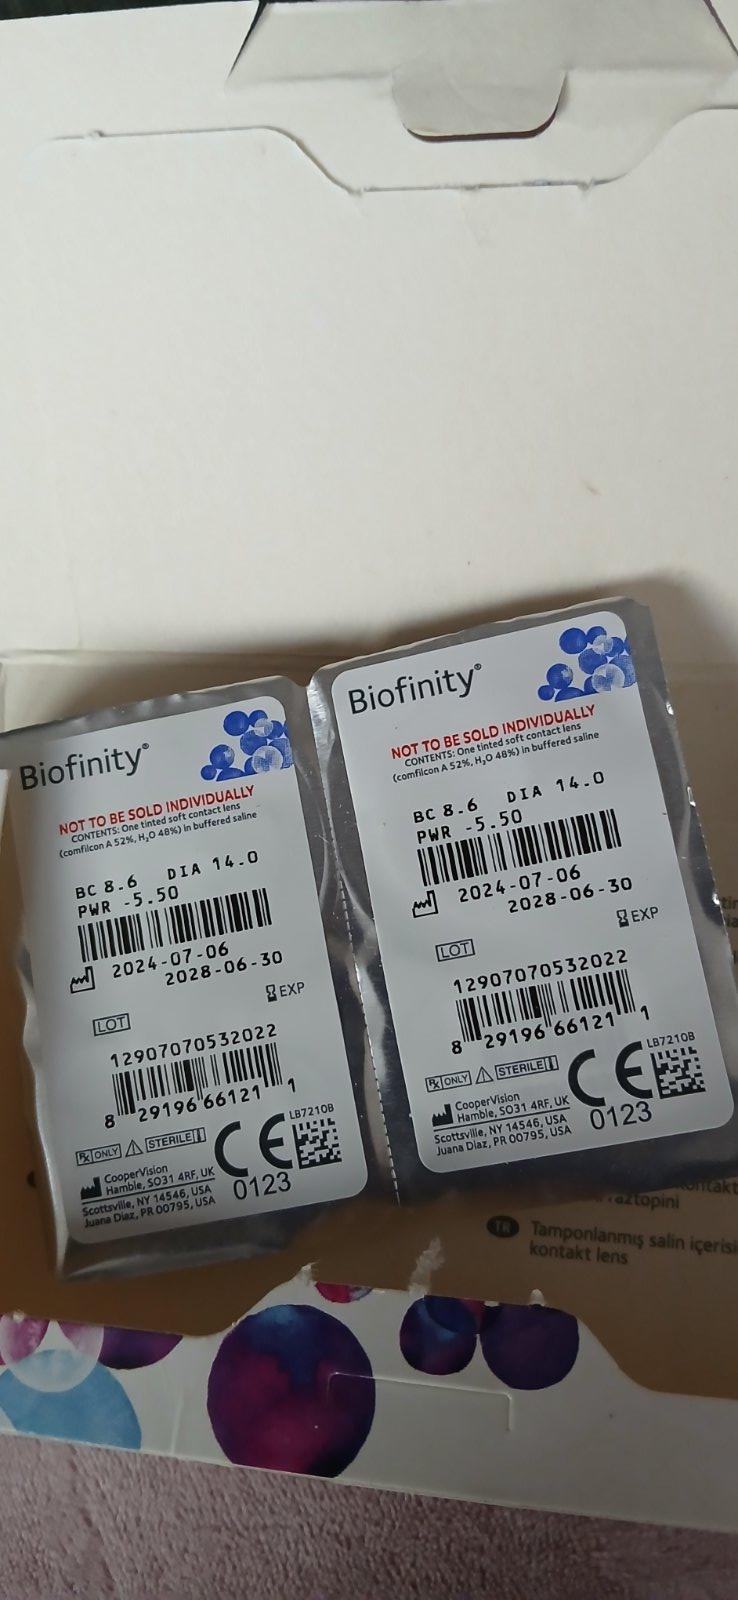 Biofinity®
NOT TO BE SOLD INDIVIDUALLY
CONTENTS: One tinted soft contact lens
(comfilcon A 52%, H₂O 48%) in buffered saline
BC 8.6 DIA 14.0
PWR -5.50
2024-07-06
2028-06-30
EXP
LOT
12907070532022
8 29196 66121 1
LB7210B
Rx ONLY STERILE
CE 0123
CooperVision
Hamble, SO31 4RF, UK
Scottsville, NY 14546, USA
Juana Diaz, PR 00795, USA
Biofinity®
NOT TO BE SOLD INDIVIDUALLY
CONTENTS: One tinted soft contact lens
(comfilcon A 52%, H₂O 48%) in buffered saline
BC 8.6 DIA 14.0
PWR -5.50
2024-07-06
2028-06-30
EXP
LOT
12907070532022
8 29196 66121 1
LB7210B
Rx ONLY STERILE
CE 0123
CooperVision
Hamble, SO31 4RF, UK
Scottsville, NY 14546, USA
Juana Diaz, PR 00795, USA
TR Tamponlanmış salin içerisi
kontakt lens